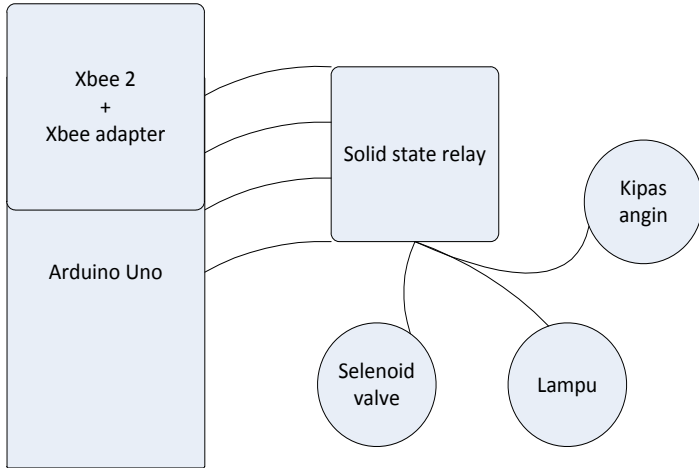 Xbee 2
+
Xbee adapter
Solid state relay
Kipas
angin
Arduino Uno
Selenoid
valve
Lampu